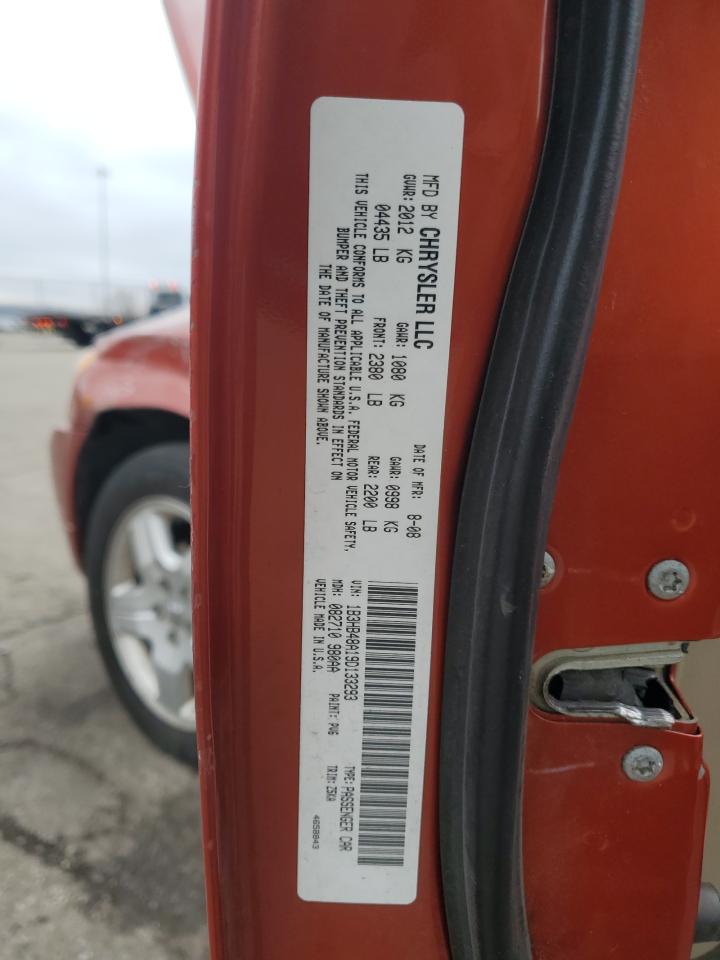 MFD BY CHRYSLER LLC DATE OF MFR: 8-08
GVWR: 2012 KG GAWR: 1080 KG GAWR: 0998 KG
04435 LB FRONT: 2380 LB REAR: 2200 LB
THIS VEHICLE CONFORMS TO ALL APPLICABLE U.S.A. FEDERAL MOTOR VEHICLE SAFETY,
BUMPER AND THEFT PREVENTION STANDARDS IN EFFECT ON
THE DATE OF MANUFACTURE SHOWN ABOVE.
VIN: 1B3HB48A19D133293 TYPE: PASSENGER CAR
MDH: 082710 980AA PAINT: PVG TRIM: Z5KA
VEHICLE MADE IN U.S.A. 4658843